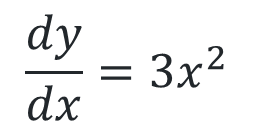 dy/dx = 3x²